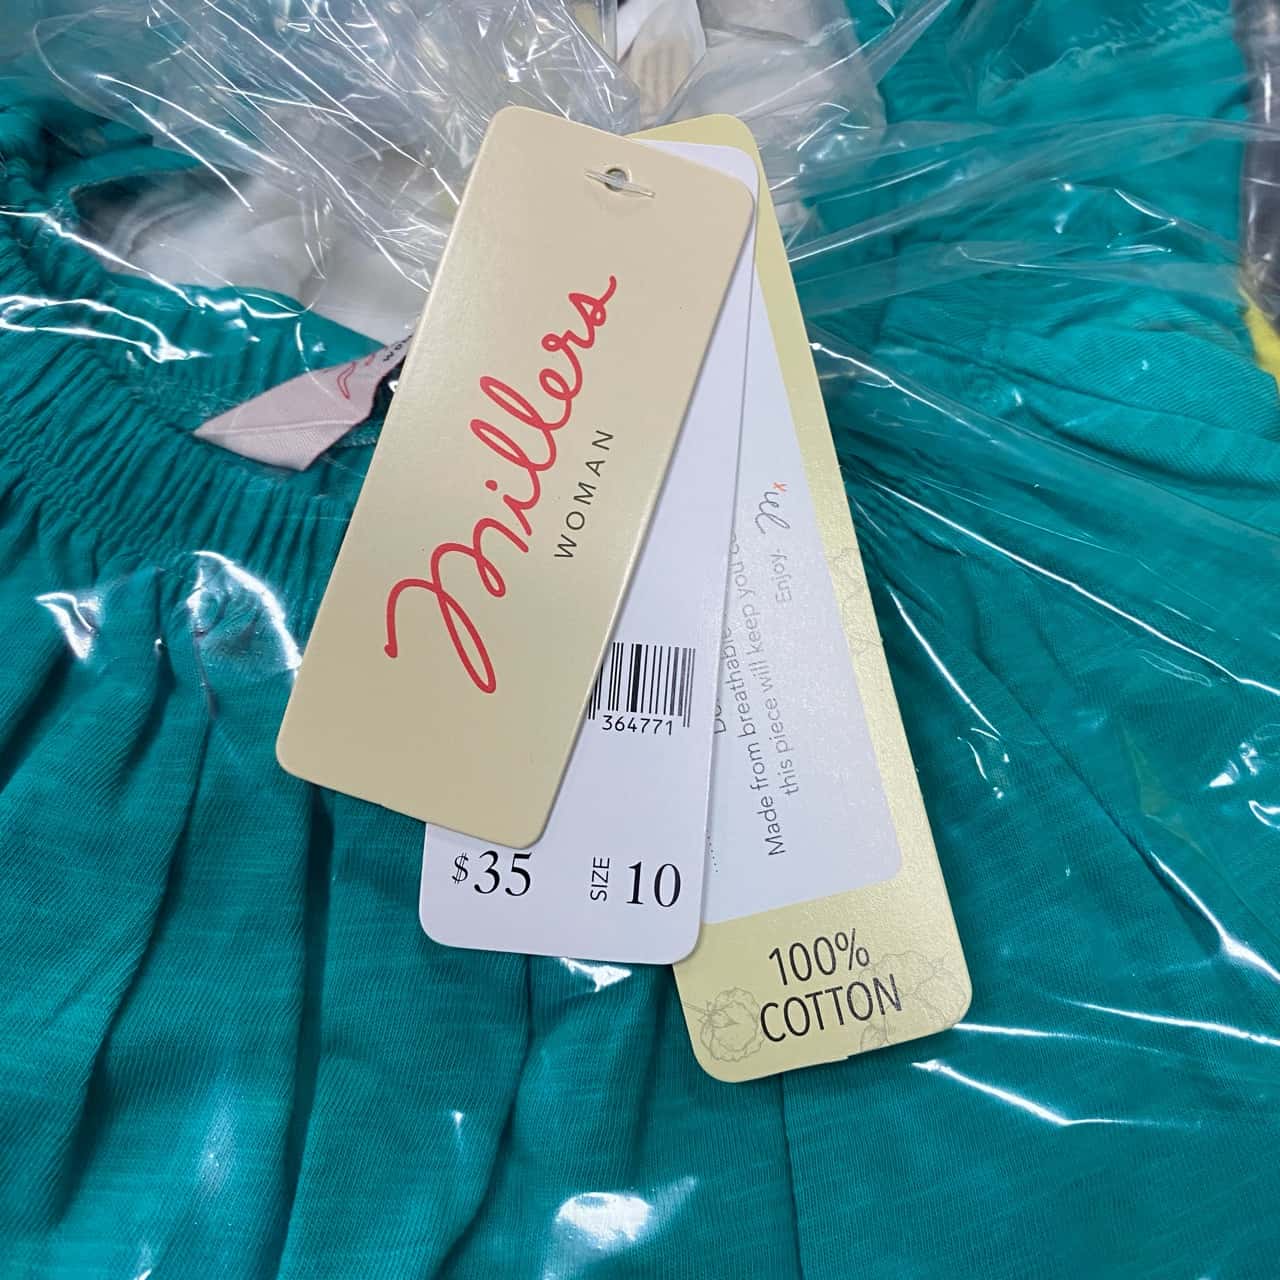 Millers
WOMAN
364771
$35
SIZE 10
Made from breathable
this piece will keep you
Enjoy.
100%
COTTON